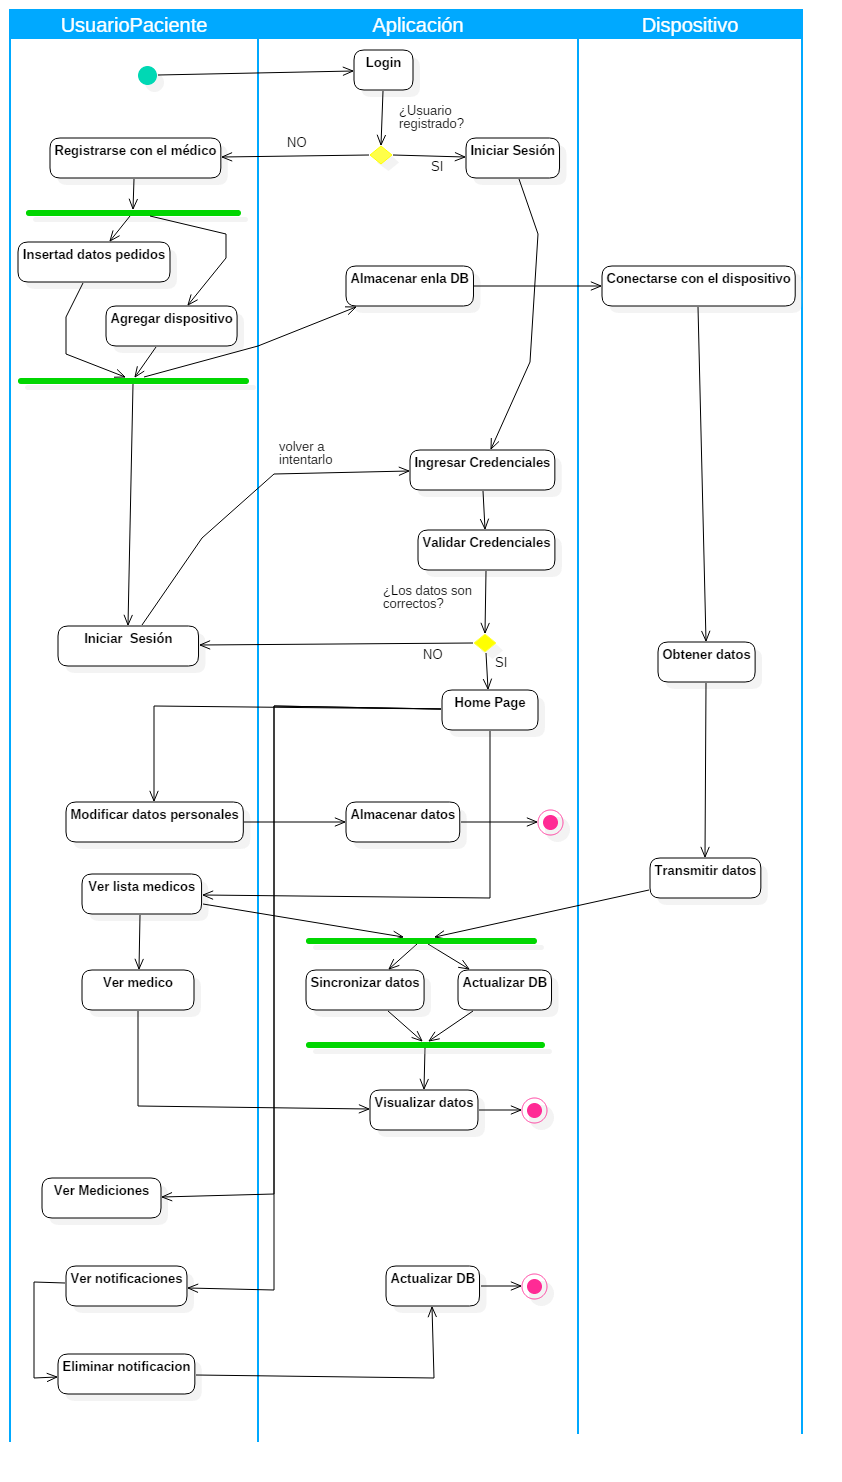 UsuarioPaciente
Aplicación
Dispositivo
Login
¿Usuario
registrado?
NO
SI
Registrarse con el médico
Iniciar Sesión
Insertad datos pedidos
Almacenar enla DB
Conectarse con el dispositivo
Agregar dispositivo
volver a
intentarlo
Ingresar Credenciales
Validar Credenciales
¿Los datos son
correctos?
Iniciar  Sesión
NO
SI
Obtener datos
Home Page
Modificar datos personales
Almacenar datos
Transmitir datos
Ver lista medicos
Ver medico
Sincronizar datos
Actualizar DB
Visualizar datos
Ver Mediciones
Ver notificaciones
Actualizar DB
Eliminar notificacion